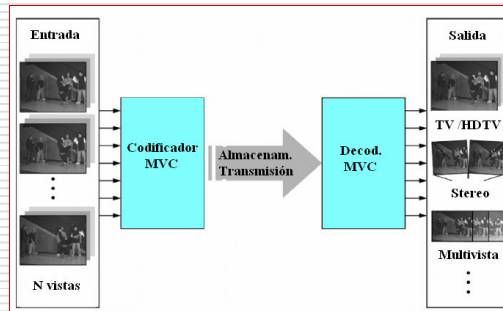 Entrada
N vistas
Codificador
MVC
Almacenam.
Transmisión
Decod.
MVC
Salida
TV /HDTV
Stereo
Multivista